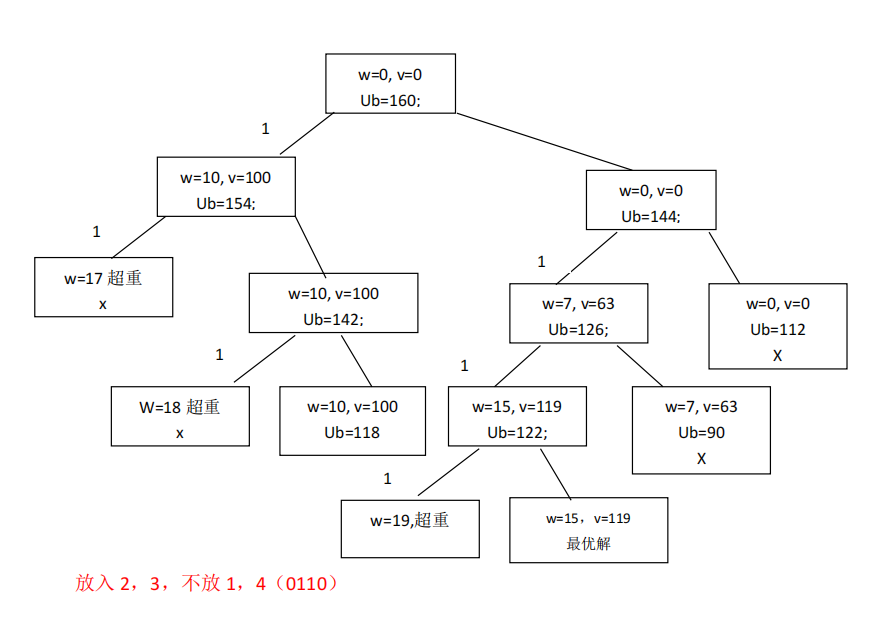 w=0, v=0
Ub=160;
1
w=10, v=100
Ub=154;
w=0, v=0
Ub=144;
1
1
w=17 超重
x
w=10, v=100
Ub=142;
w=7, v=63
Ub=126;
w=0, v=0
Ub=112
X
1
1
W=18 超重
x
w=10, v=100
Ub=118
w=15, v=119
Ub=122;
w=7, v=63
Ub=90
X
1
w=19,超重
w=15，v=119
最优解
放入 2，3，不放 1，4（0110）